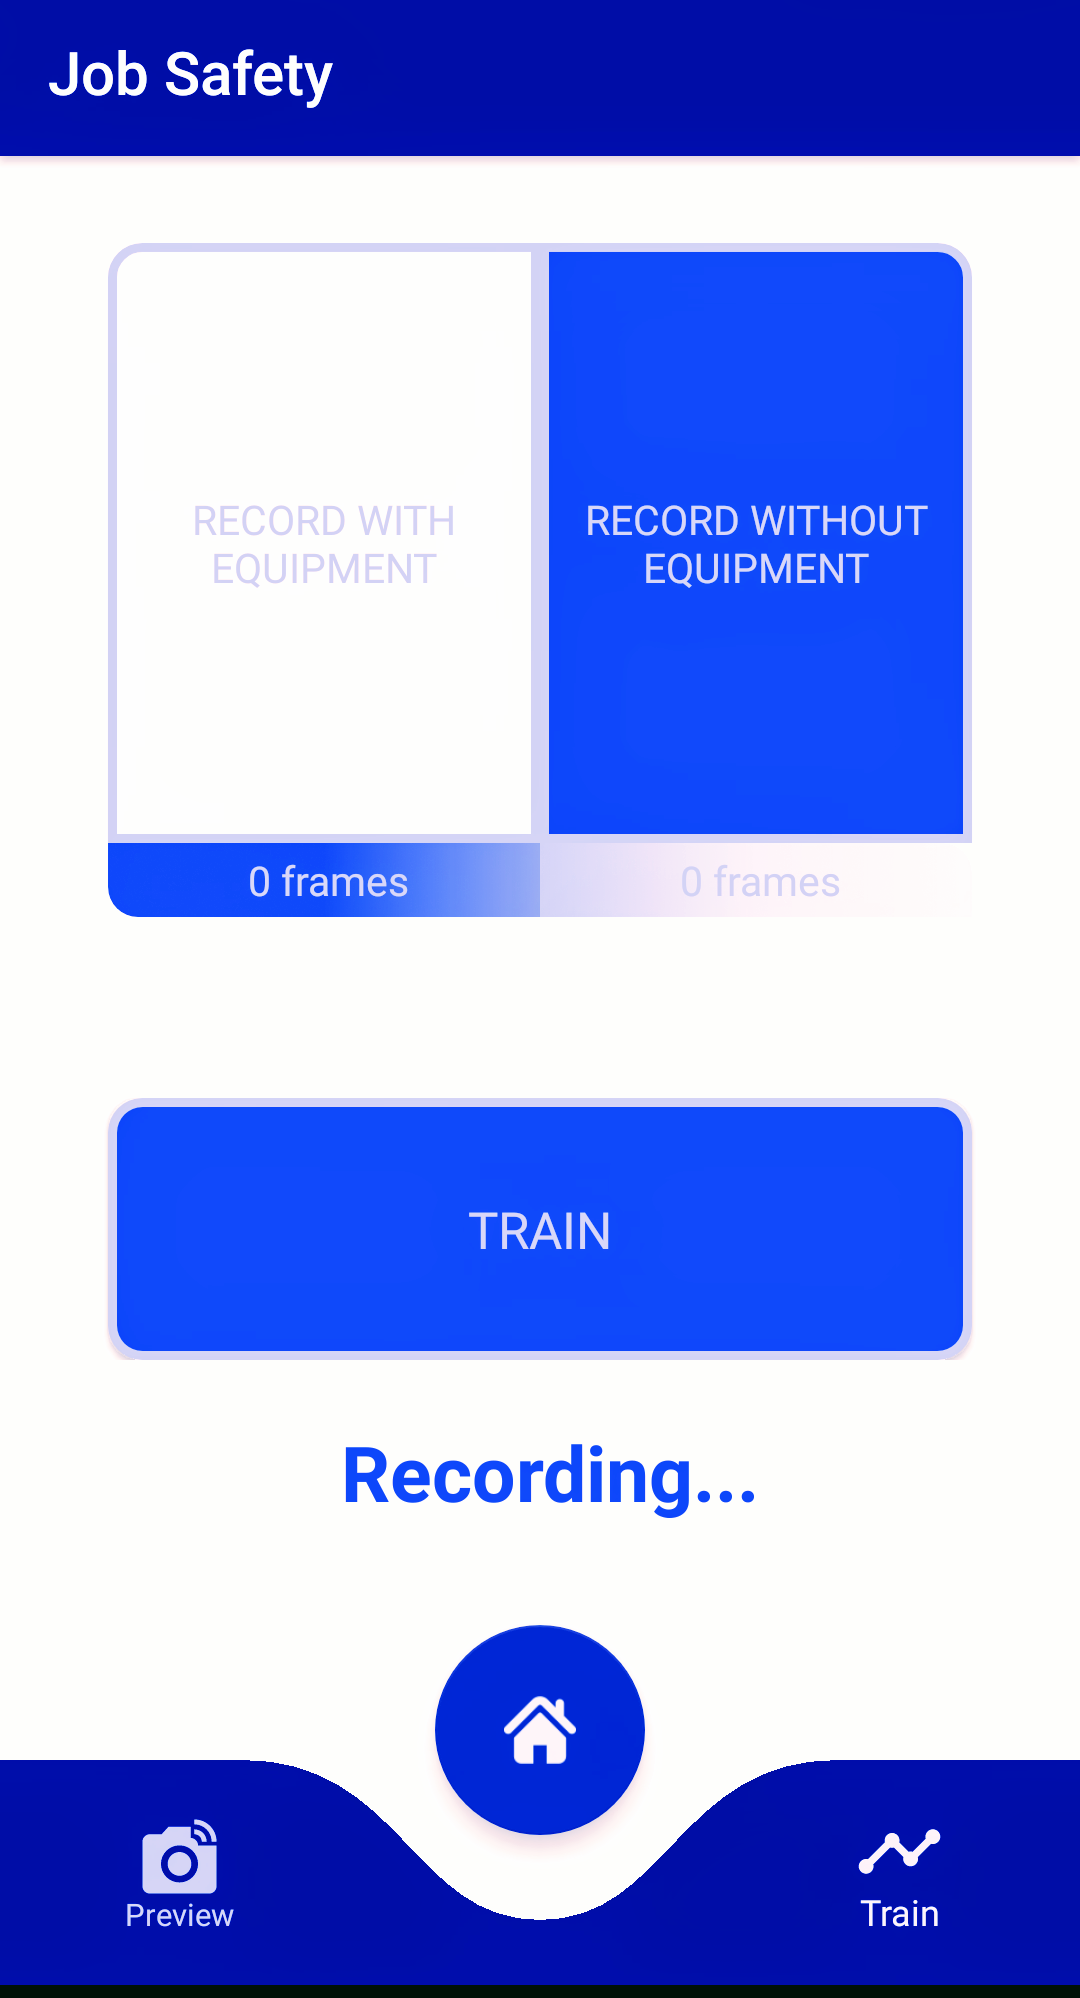 Job Safety
RECORD WITH
EQUIPMENT
RECORD WITHOUT
EQUIPMENT
0 frames
0 frames
TRAIN
Recording...
Preview
Train